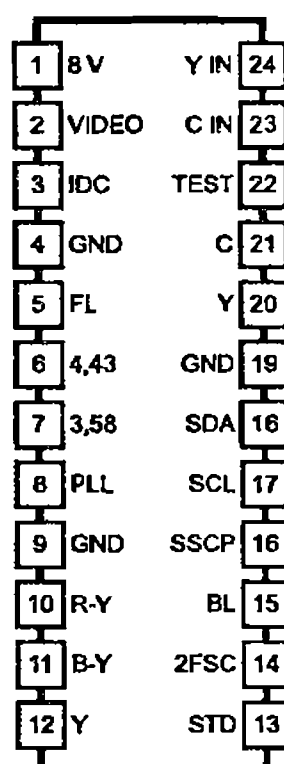 1 8 V Y IN 24
2 VIDEO C IN 23
3 IDC TEST 22
4 GND C 21
5 FL Y 20
6 4,43 GND 19
7 3,58 SDA 16
8 PLL SCL 17
9 GND SSCP 16
10 R-Y BL 15
11 B-Y 2FSC 14
12 Y STD 13